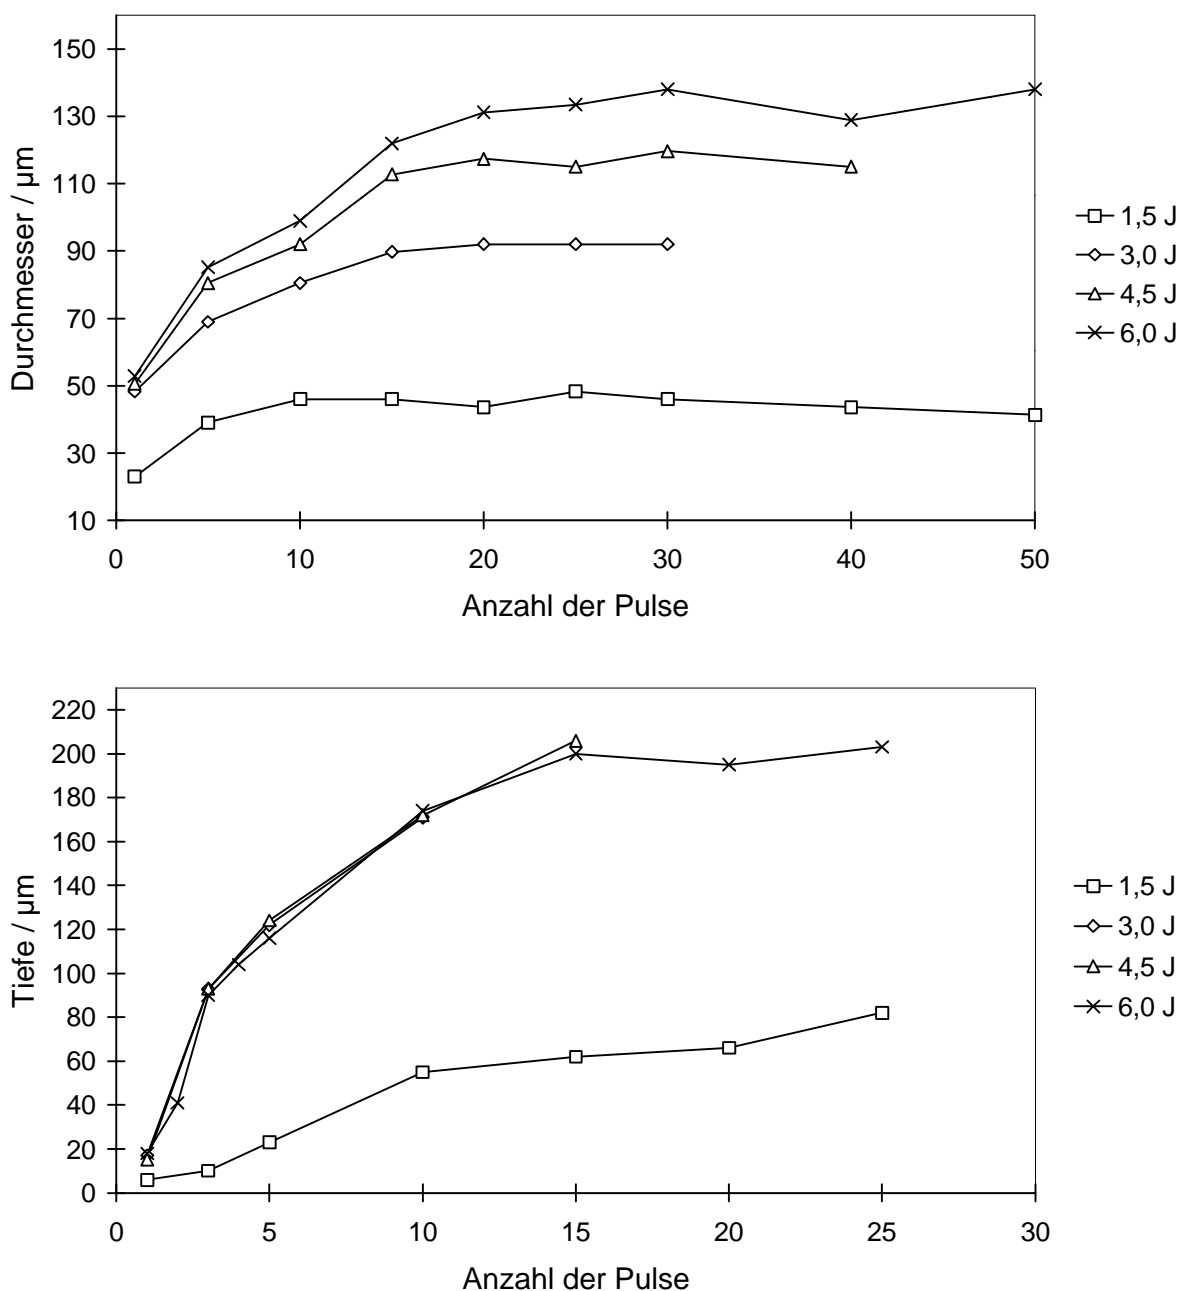 150
130
110
90
70
50
30
10
Durchmesser / µm
0 10 20 30 40 50
Anzahl der Pulse
1,5 J
3,0 J
4,5 J
6,0 J
220
200
180
160
140
120
100
80
60
40
20
0
Tiefe / µm
0 5 10 15 20 25 30
Anzahl der Pulse
1,5 J
3,0 J
4,5 J
6,0 J